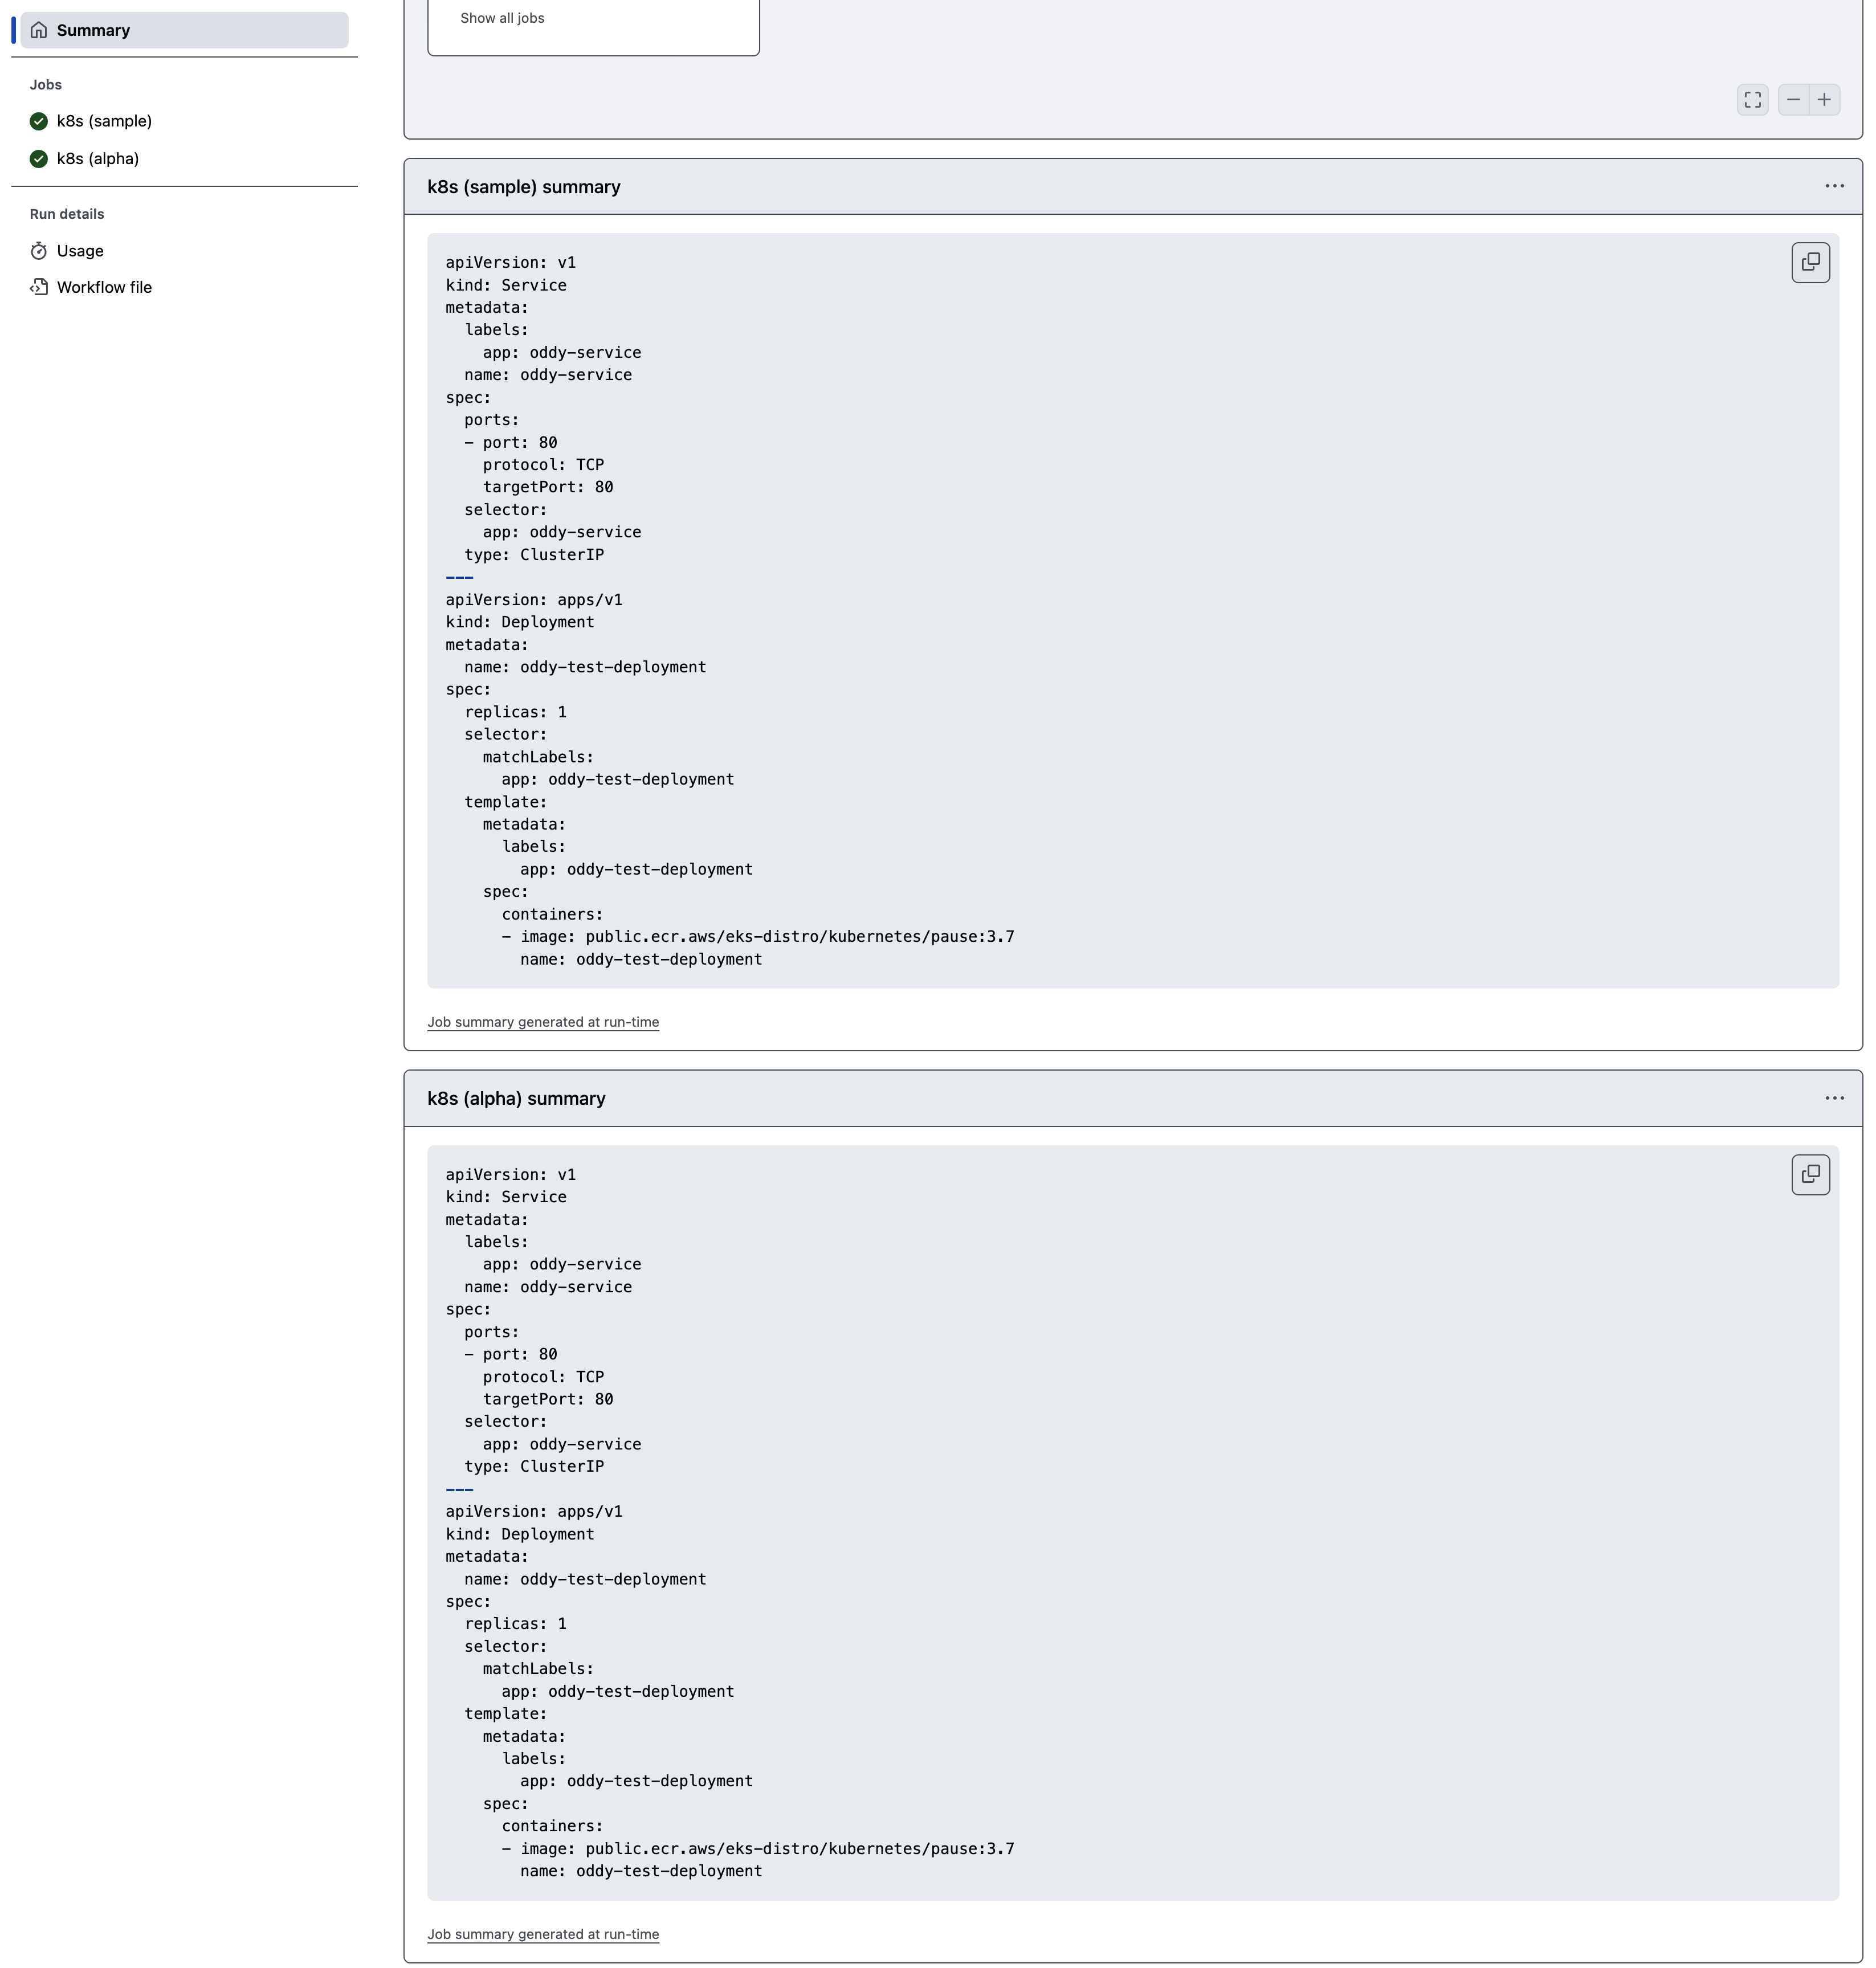 Summary
Jobs
k8s (sample)
k8s (alpha)
Run details
Usage
Workflow file
Show all jobs
k8s (sample) summary
apiVersion: v1
kind: Service
metadata:
  labels:
    app: oddy-service
  name: oddy-service
spec:
  ports:
  - port: 80
    protocol: TCP
    targetPort: 80
  selector:
    app: oddy-service
  type: ClusterIP
---
apiVersion: apps/v1
kind: Deployment
metadata:
  name: oddy-test-deployment
spec:
  replicas: 1
  selector:
    matchLabels:
      app: oddy-test-deployment
  template:
    metadata:
      labels:
        app: oddy-test-deployment
    spec:
      containers:
      - image: public.ecr.aws/eks-distro/kubernetes/pause:3.7
        name: oddy-test-deployment
Job summary generated at run-time
k8s (alpha) summary
apiVersion: v1
kind: Service
metadata:
  labels:
    app: oddy-service
  name: oddy-service
spec:
  ports:
  - port: 80
    protocol: TCP
    targetPort: 80
  selector:
    app: oddy-service
  type: ClusterIP
---
apiVersion: apps/v1
kind: Deployment
metadata:
  name: oddy-test-deployment
spec:
  replicas: 1
  selector:
    matchLabels:
      app: oddy-test-deployment
  template:
    metadata:
      labels:
        app: oddy-test-deployment
    spec:
      containers:
      - image: public.ecr.aws/eks-distro/kubernetes/pause:3.7
        name: oddy-test-deployment
Job summary generated at run-time